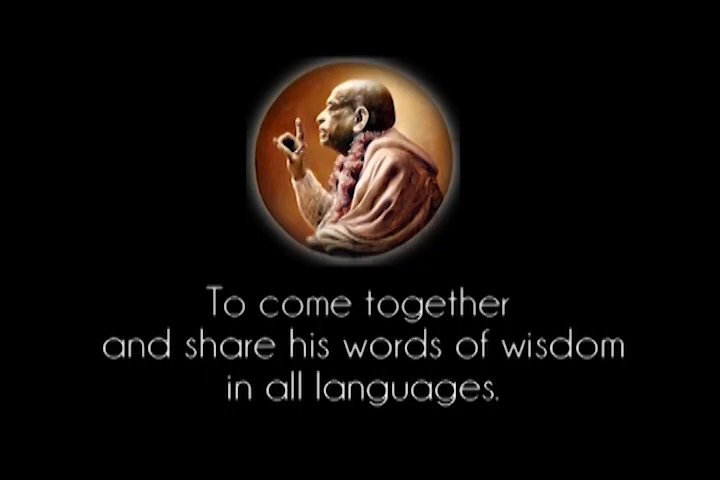 To come together
and share his words of wisdom
in all languages.